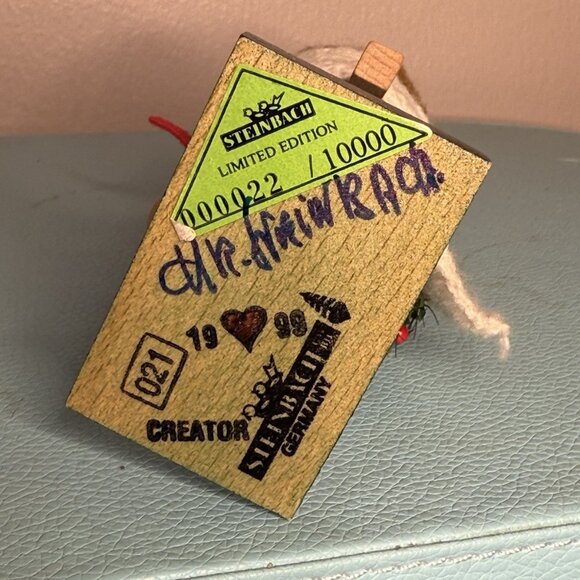 STEINBACH
LIMITED EDITION
000022 / 10000
CHR. STEINBACH.
19 99
021
CREATOR
STEINBACH
GERMANY